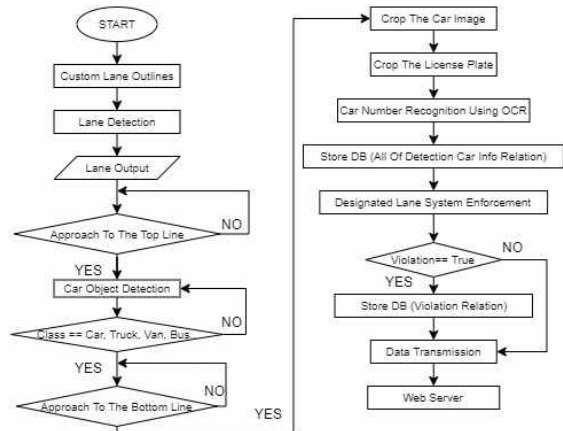 START
Custom Lane Outlines
Lane Detection
Lane Output
NO
Approach To The Top Line
YES
Car Object Detection
NO
Class == Car, Truck, Van, Bus
YES
NO
Approach To The Bottom Line
YES
Crop The Car Image
Crop The License Plate
Car Number Recognition Using OCR
Store DB (All Of Detection Car Info Relation)
Designated Lane System Enforcement
NO
Violation== True
YES
Store DB (Violation Relation)
Data Transmission
Web Server